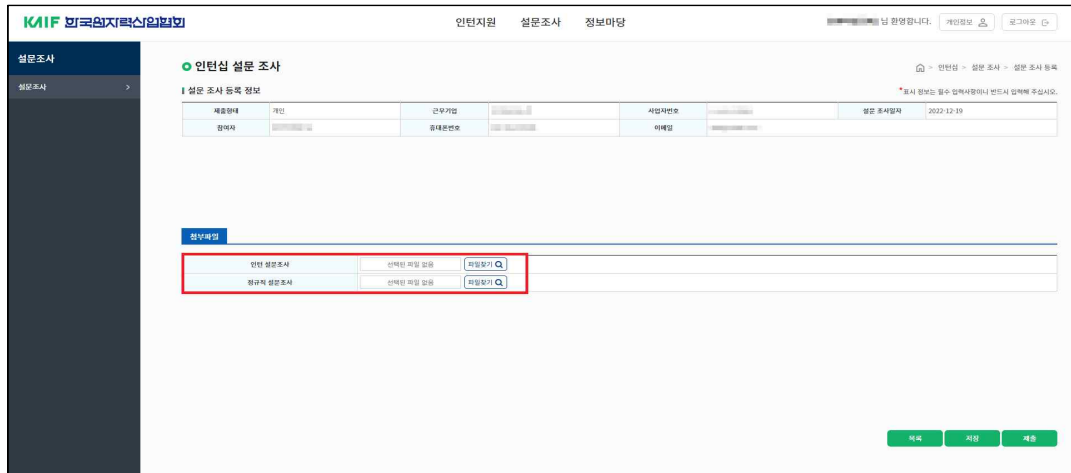 KAIF 한국원자력산업협회
인턴지원 설문조사 정보마당
님 환영합니다. 개인정보 로그아웃
설문조사
설문조사 >
인턴십 설문 조사
> 인턴십 > 설문 조사 > 설문 조사 등록
설문 조사 등록 정보
*표시 정보는 필수 입력사항이니 반드시 입력해 주십시오.
제출형태 개인 근무기업 사업자번호 설문 조사일자 2022-12-19
참여자 휴대폰번호 이메일
첨부파일
인턴 설문조사 선택된 파일 없음 파일찾기
정규직 설문조사 선택된 파일 없음 파일찾기
목록 저장 제출